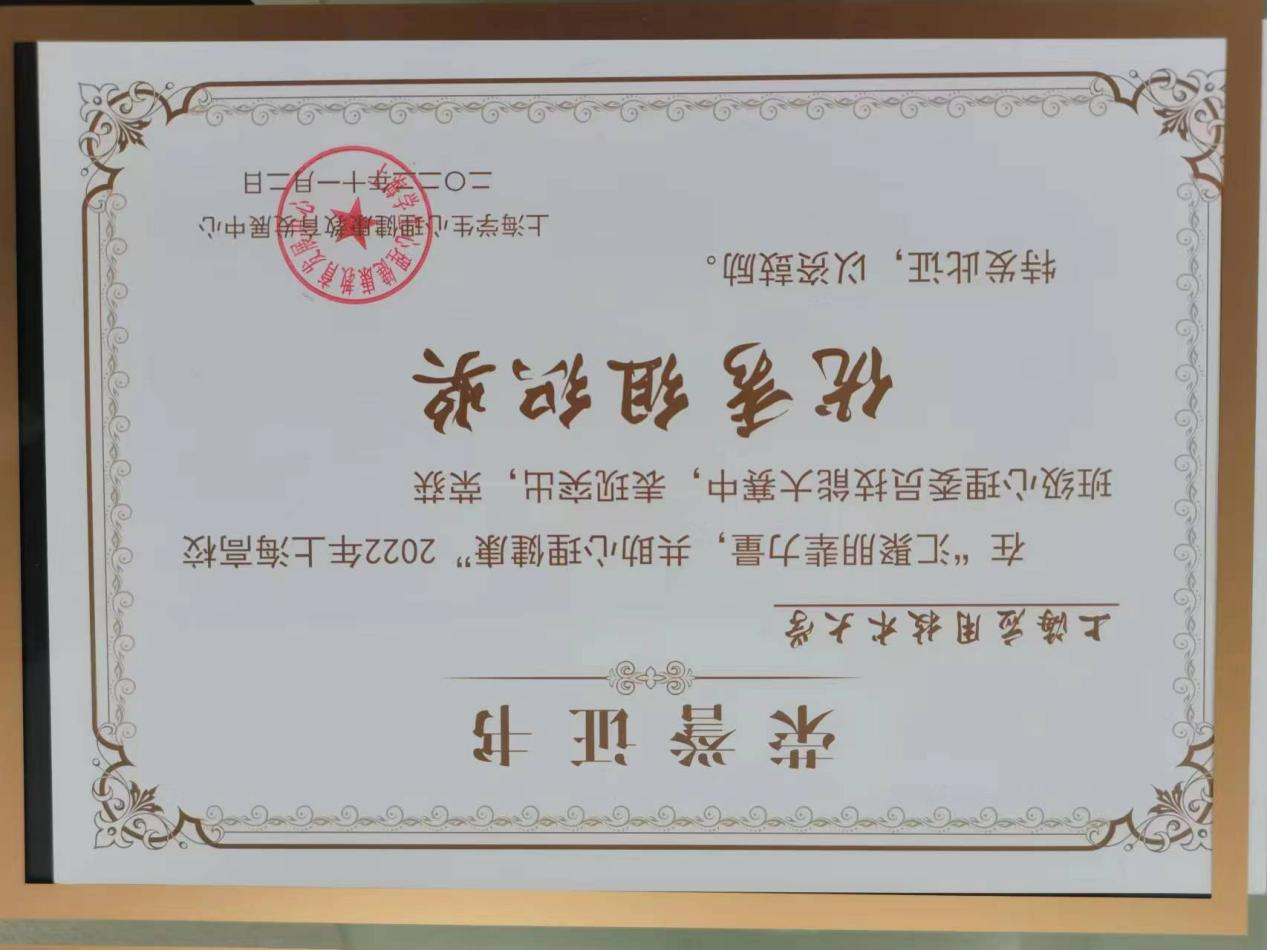 荣誉证书
上海应用技术大学
在“汇聚朋辈力量，共助心理健康”2022年上海高校
班级心理委员技能大赛中，表现突出，荣获
优秀组织奖
特发此证，以资鼓励。
上海学生心理健康教育发展中心
二〇二二年十一月二日